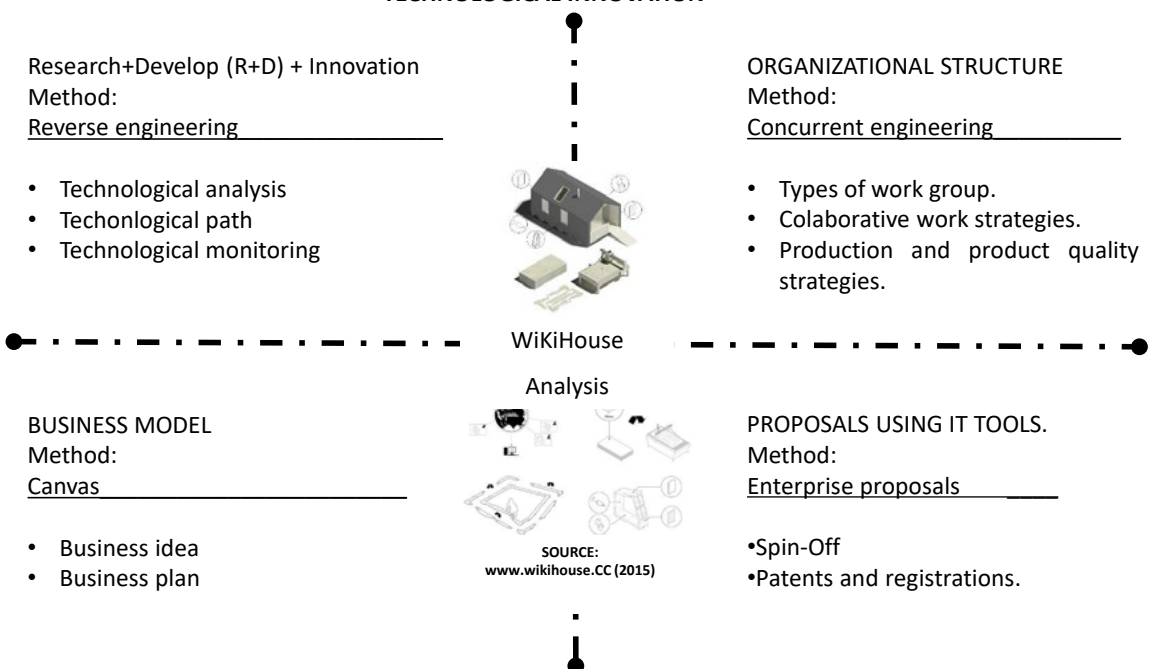 TECHNOLOGICAL INNOVATION
Research+Develop (R+D) + Innovation
Method:
Reverse engineering
• Technological analysis
• Techonlogical path
• Technological monitoring
ORGANIZATIONAL STRUCTURE
Method:
Concurrent engineering
• Types of work group.
• Colaborative work strategies.
• Production and product quality
strategies.
WiKiHouse
Analysis
BUSINESS MODEL
Method:
Canvas
• Business idea
• Business plan
SOURCE:
www.wikihouse.CC (2015)
PROPOSALS USING IT TOOLS.
Method:
Enterprise proposals
•Spin-Off
•Patents and registrations.